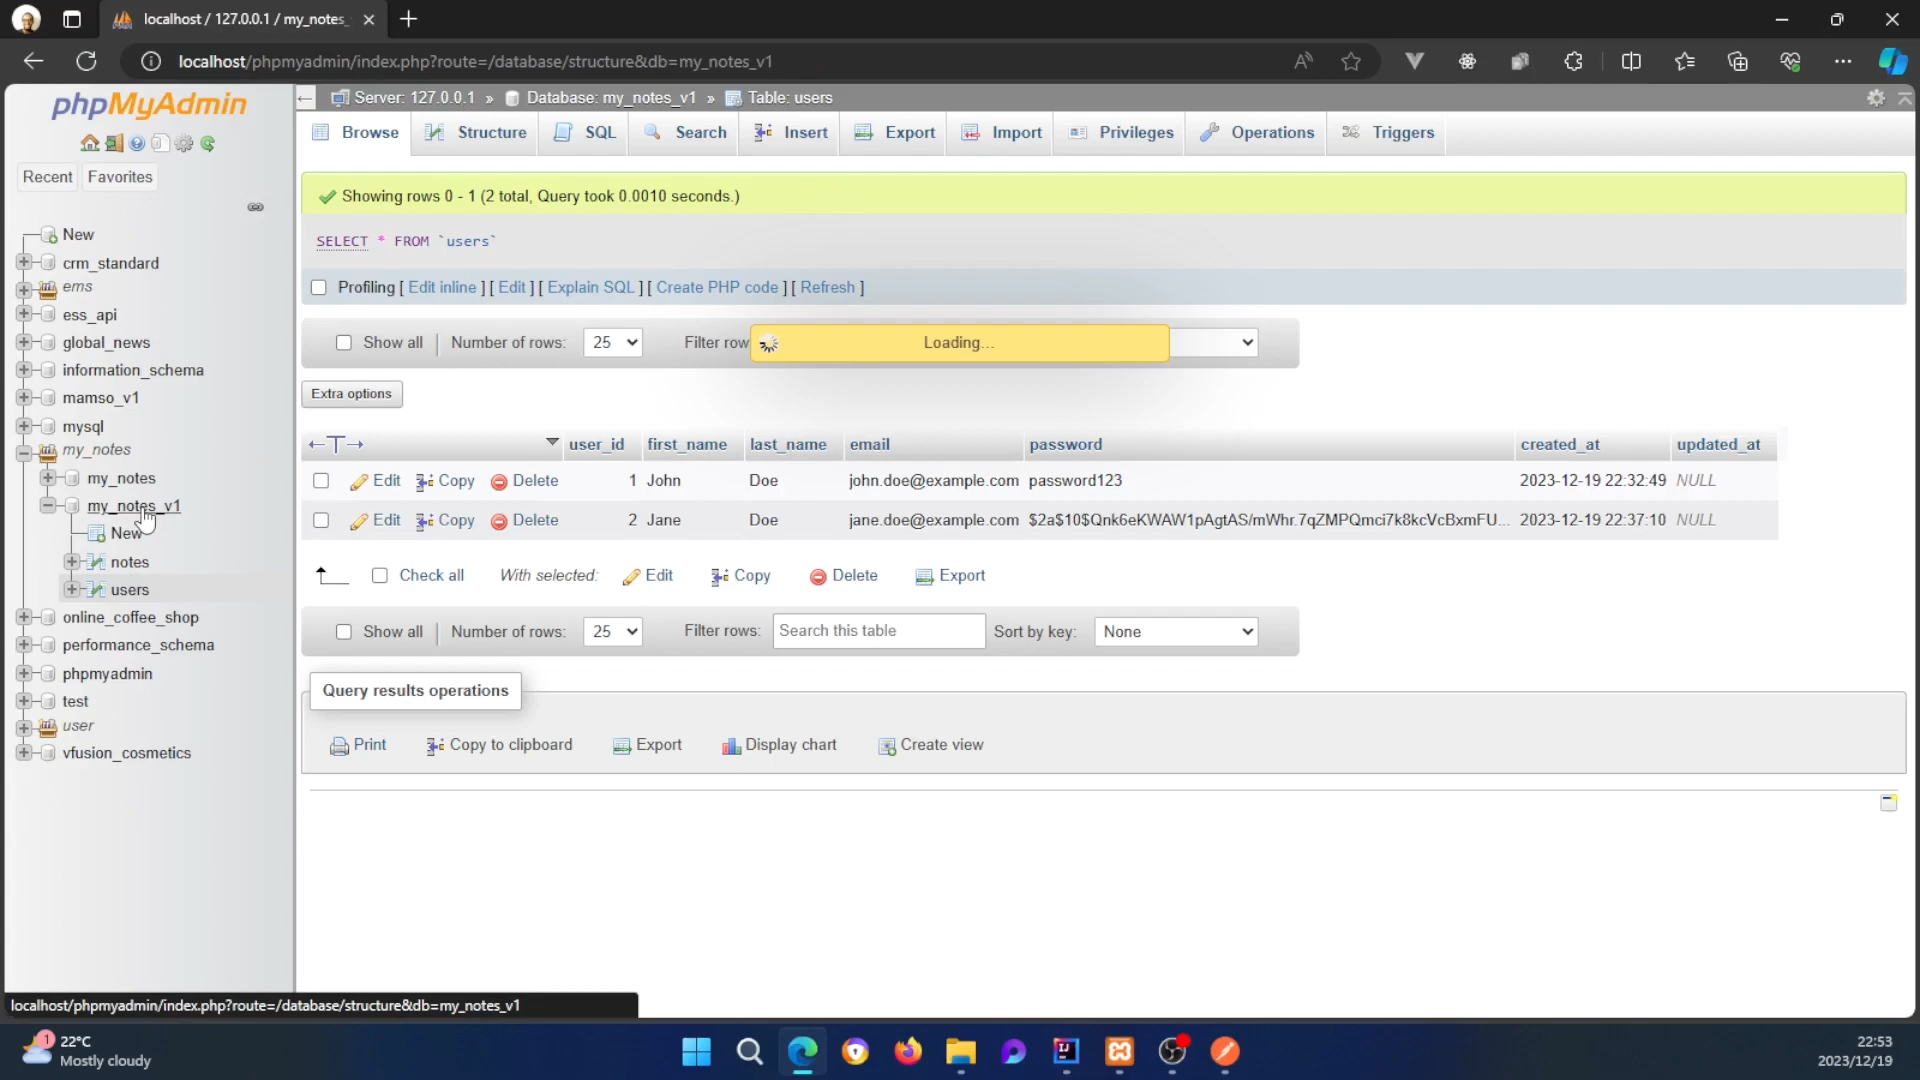 localhost / 127.0.0.1 / my_notes_
localhost/phpmyadmin/index.php?route=/database/structure&db=my_notes_v1
phpMyAdmin
Recent
Favorites
New
crm_standard
ems
ess_api
global_news
information_schema
mamso_v1
mysql
my_notes
my_notes
my_notes_v1
New
notes
users
online_coffee_shop
performance_schema
phpmyadmin
test
user
vfusion_cosmetics
Server: 127.0.0.1 » Database: my_notes_v1 » Table: users
Browse Structure SQL Search Insert Export Import Privileges Operations Triggers
Showing rows 0 - 1 (2 total, Query took 0.0010 seconds.)
SELECT * FROM `users`
Profiling [ Edit inline ] [ Edit ] [ Explain SQL ] [ Create PHP code ] [ Refresh ]
Show all Number of rows: 25 Filter row Loading...
Extra options
←T→ user_id first_name last_name email password created_at updated_at
Edit Copy Delete 1 John Doe john.doe@example.com password123 2023-12-19 22:32:49 NULL
Edit Copy Delete 2 Jane Doe jane.doe@example.com $2a$10$Qnk6eKWAW1pAgtAS/mWhr.7qZMPQmci7k8kcVcBxmFU... 2023-12-19 22:37:10 NULL
Check all With selected: Edit Copy Delete Export
Show all Number of rows: 25 Filter rows: Search this table Sort by key: None
Query results operations
Print Copy to clipboard Export Display chart Create view
localhost/phpmyadmin/index.php?route=/database/structure&db=my_notes_v1
1
22°C
Mostly cloudy
22:53
2023/12/19